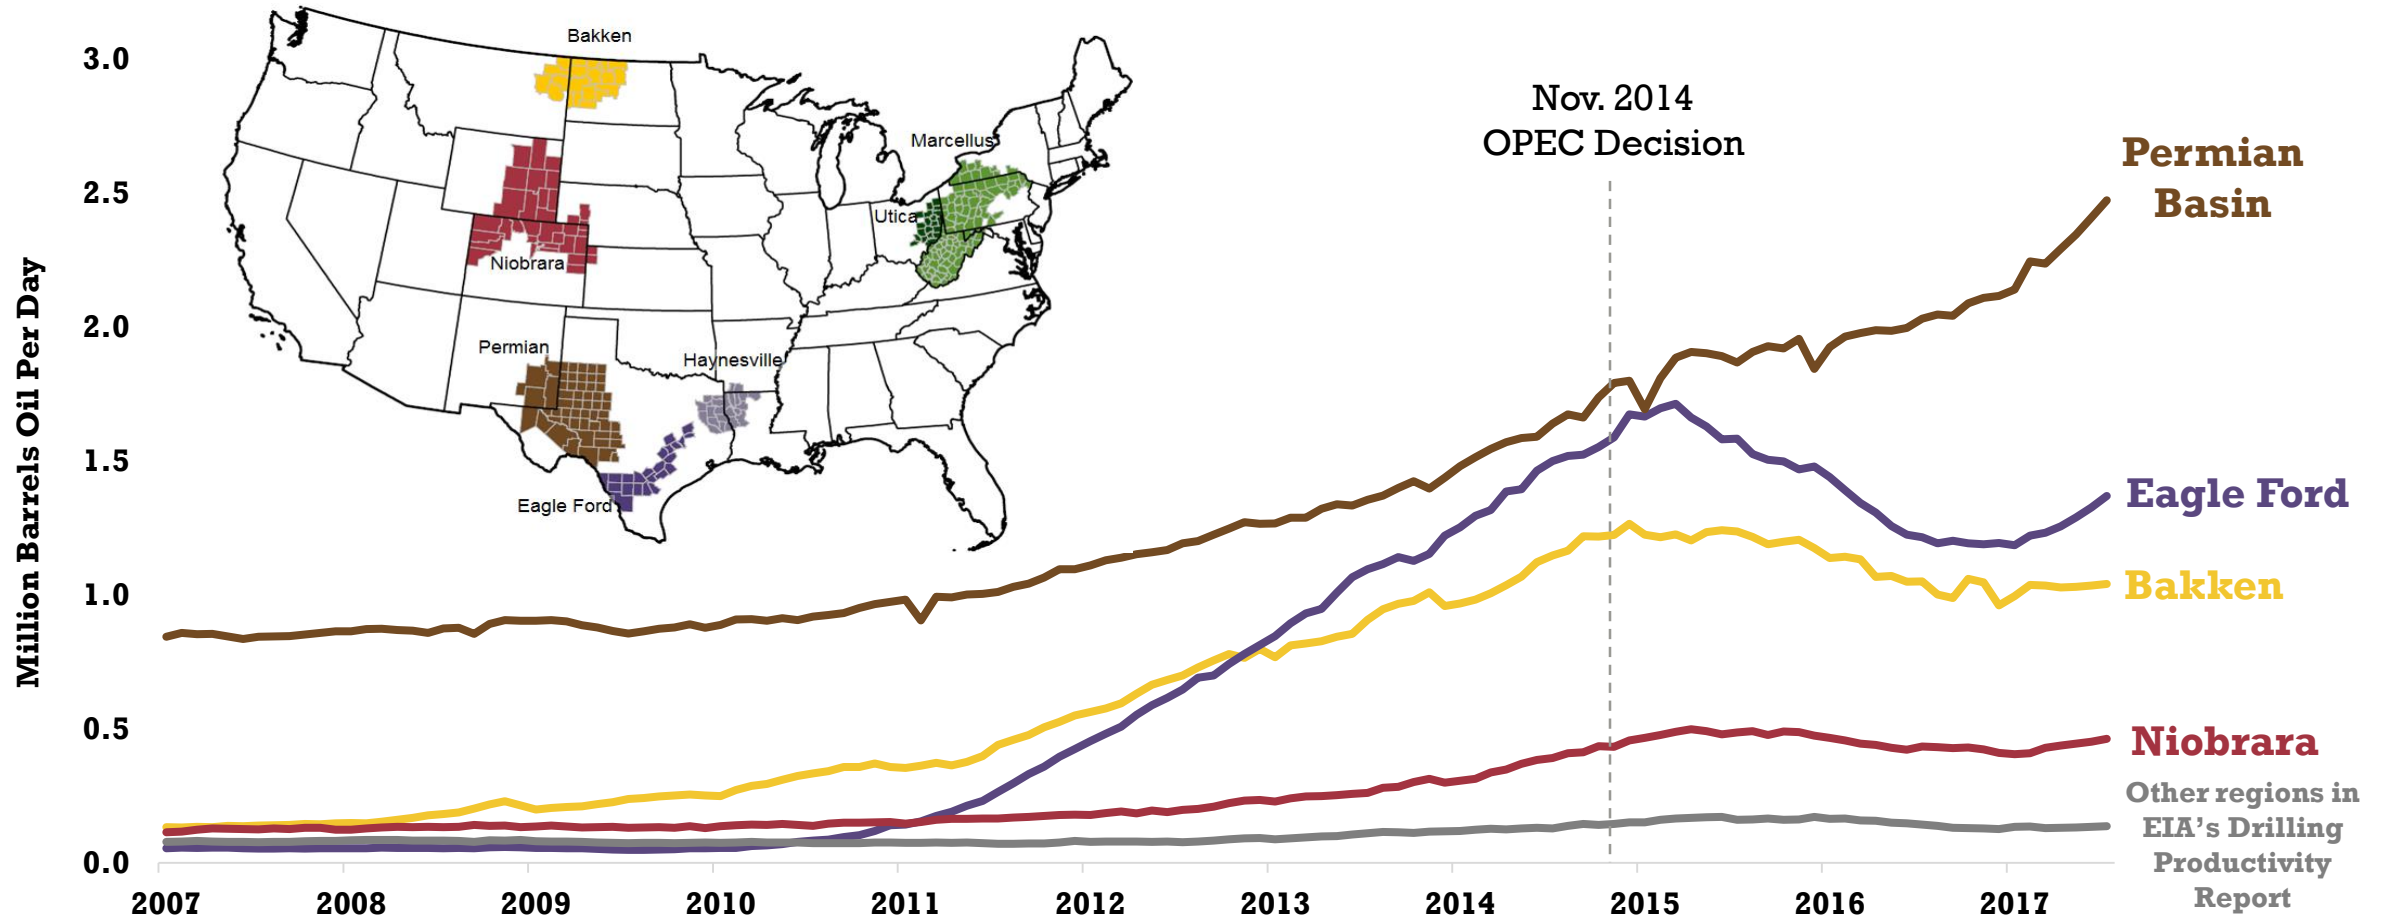 Million Barrels Oil Per Day
3.0
2.5
2.0
1.5
1.0
0.5
0.0
2007
2008
2009
2010
2011
2012
2013
2014
2015
2016
2017
Bakken
Marcellus
Utica
Niobrara
Permian
Haynesville
Eagle Ford
Nov. 2014
OPEC Decision
Permian
Basin
Eagle Ford
Bakken
Niobrara
Other regions in
EIA's Drilling
Productivity
Report